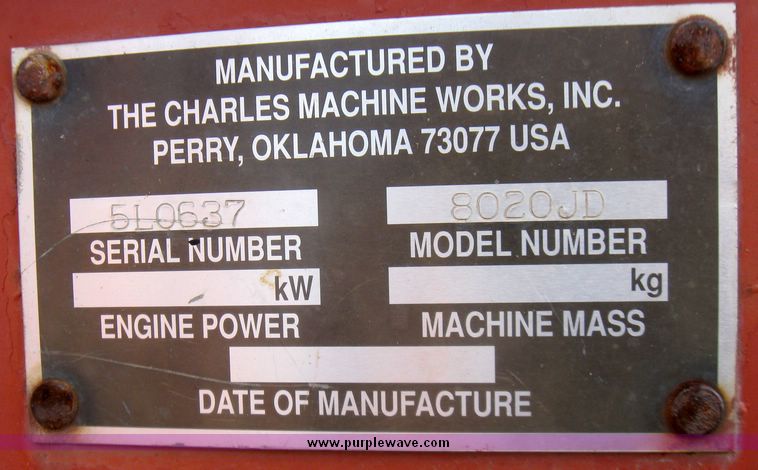 MANUFACTURED BY
THE CHARLES MACHINE WORKS, INC.
PERRY, OKLAHOMA 73077 USA
5L0637 8020JD
SERIAL NUMBER MODEL NUMBER
kW kg
ENGINE POWER MACHINE MASS
DATE OF MANUFACTURE
www.purplewave.com